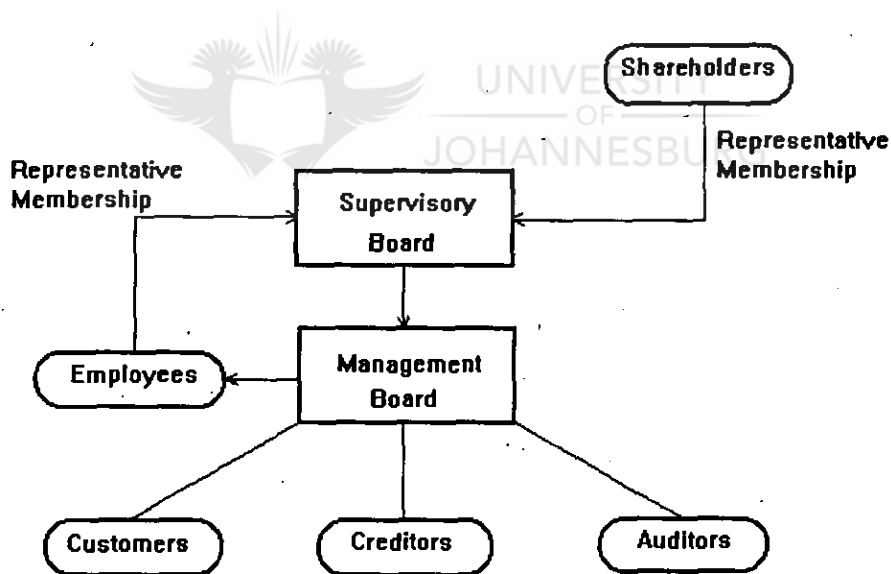 UNIVERSITY
OF
JOHANNESBURG
Shareholders
Representative
Membership
Representative
Membership
Supervisory
Board
Employees
Management
Board
Customers
Creditors
Auditors